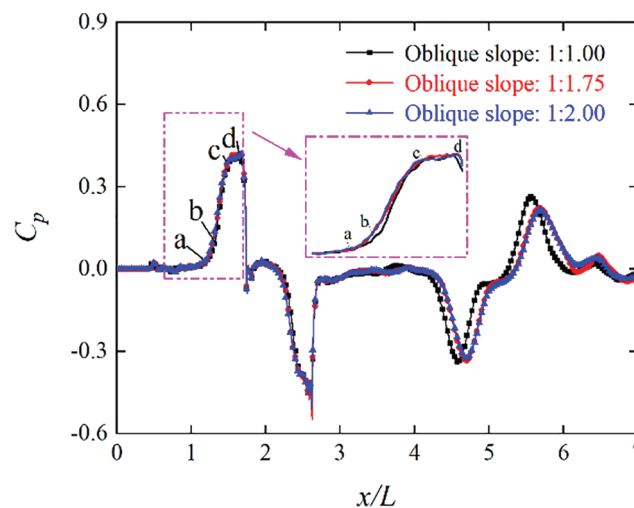 0.9
Oblique slope: 1:1.00
Oblique slope: 1:1.75
Oblique slope: 1:2.00
0.6
c d
b
a
a b c d
0.3
0.0
-0.3
-0.6
Cp
0 1 2 3 4 5 6 7
x/L